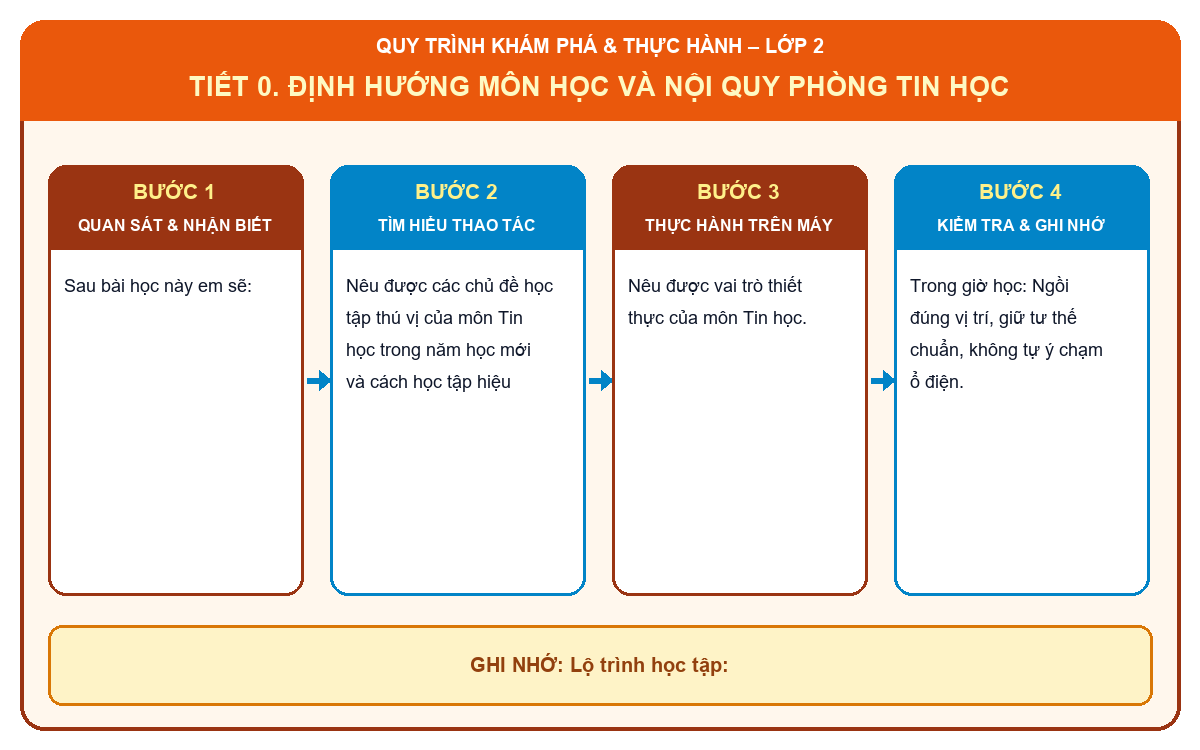 QUY TRÌNH KHÁM PHÁ & THỰC HÀNH – LỚP 2
TIẾT 0. ĐỊNH HƯỚNG MÔN HỌC VÀ NỘI QUY PHÒNG TIN HỌC
BƯỚC 1
QUAN SÁT & NHẬN BIẾT
Sau bài học này em sẽ:
BƯỚC 2
TÌM HIỂU THAO TÁC
Nêu được các chủ đề học
tập thú vị của môn Tin
học trong năm học mới
và cách học tập hiệu
BƯỚC 3
THỰC HÀNH TRÊN MÁY
Nêu được vai trò thiết
thực của môn Tin học.
BƯỚC 4
KIỂM TRA & GHI NHỚ
Trong giờ học: Ngồi
đúng vị trí, giữ tư thế
chuẩn, không tự ý chạm
ổ điện.
GHI NHỚ: Lộ trình học tập: